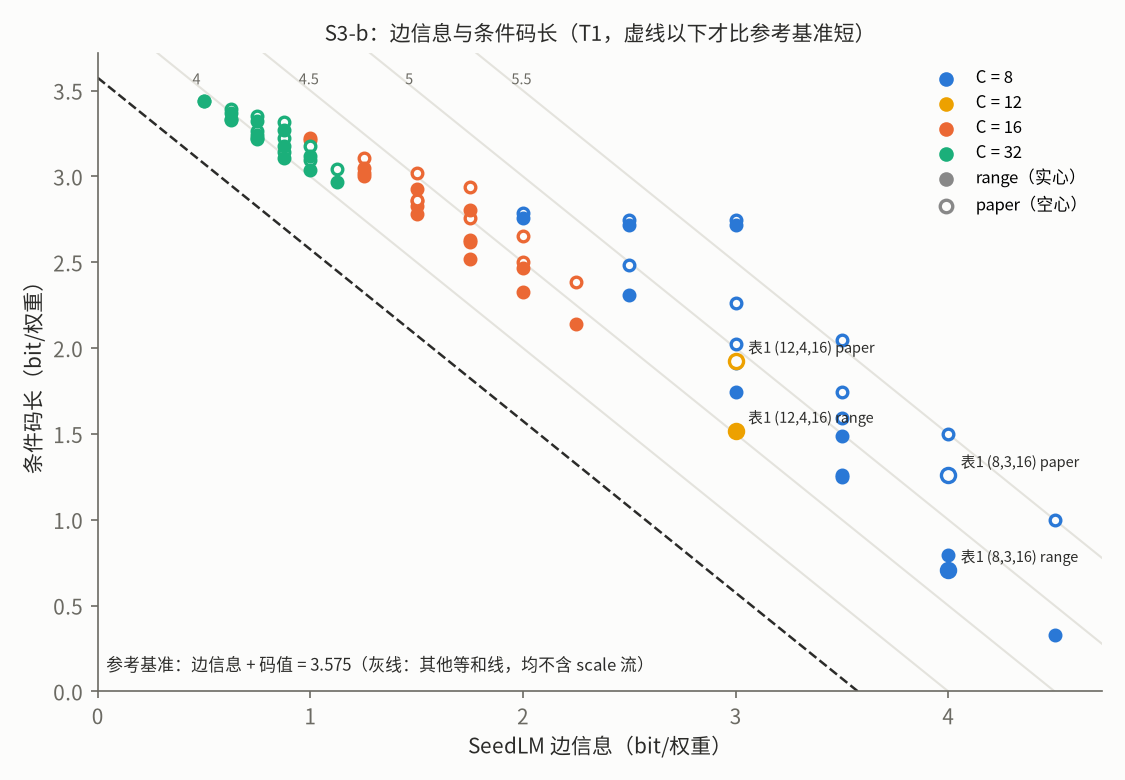 S3-b：边信息与条件码长（T1，虚线以下才比参考基准短）
4
4.5
5
5.5
C = 8
C = 12
C = 16
C = 32
range（实心）
paper（空心）
3.5
3.0
2.5
2.0
1.5
1.0
0.5
0.0
条件码长（bit/权重）
表1 (12,4,16) paper
表1 (12,4,16) range
表1 (8,3,16) paper
表1 (8,3,16) range
参考基准：边信息 + 码值 = 3.575（灰线：其他等和线，均不含 scale 流）
0
1
2
3
4
SeedLM 边信息（bit/权重）